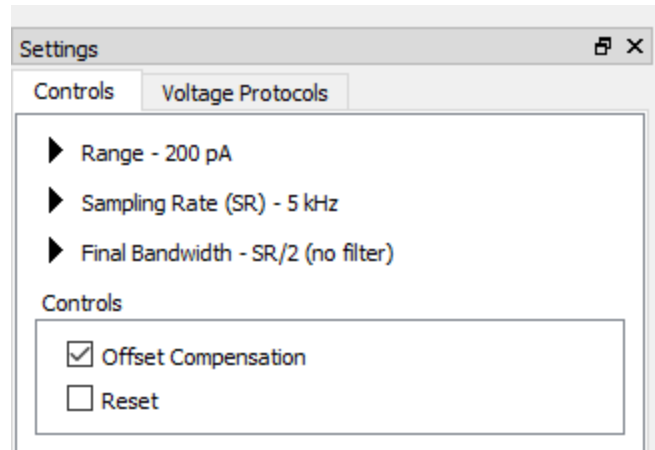 Settings
Controls Voltage Protocols
Range - 200 pA
Sampling Rate (SR) - 5 kHz
Final Bandwidth - SR/2 (no filter)
Controls
Offset Compensation
Reset